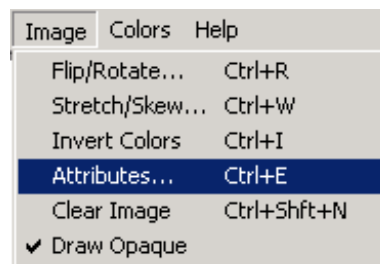 Image Colors Help
Flip/Rotate... Ctrl+R
Stretch/Skew... Ctrl+W
Invert Colors Ctrl+I
Attributes... Ctrl+E
Clear Image Ctrl+Shft+N
✔ Draw Opaque